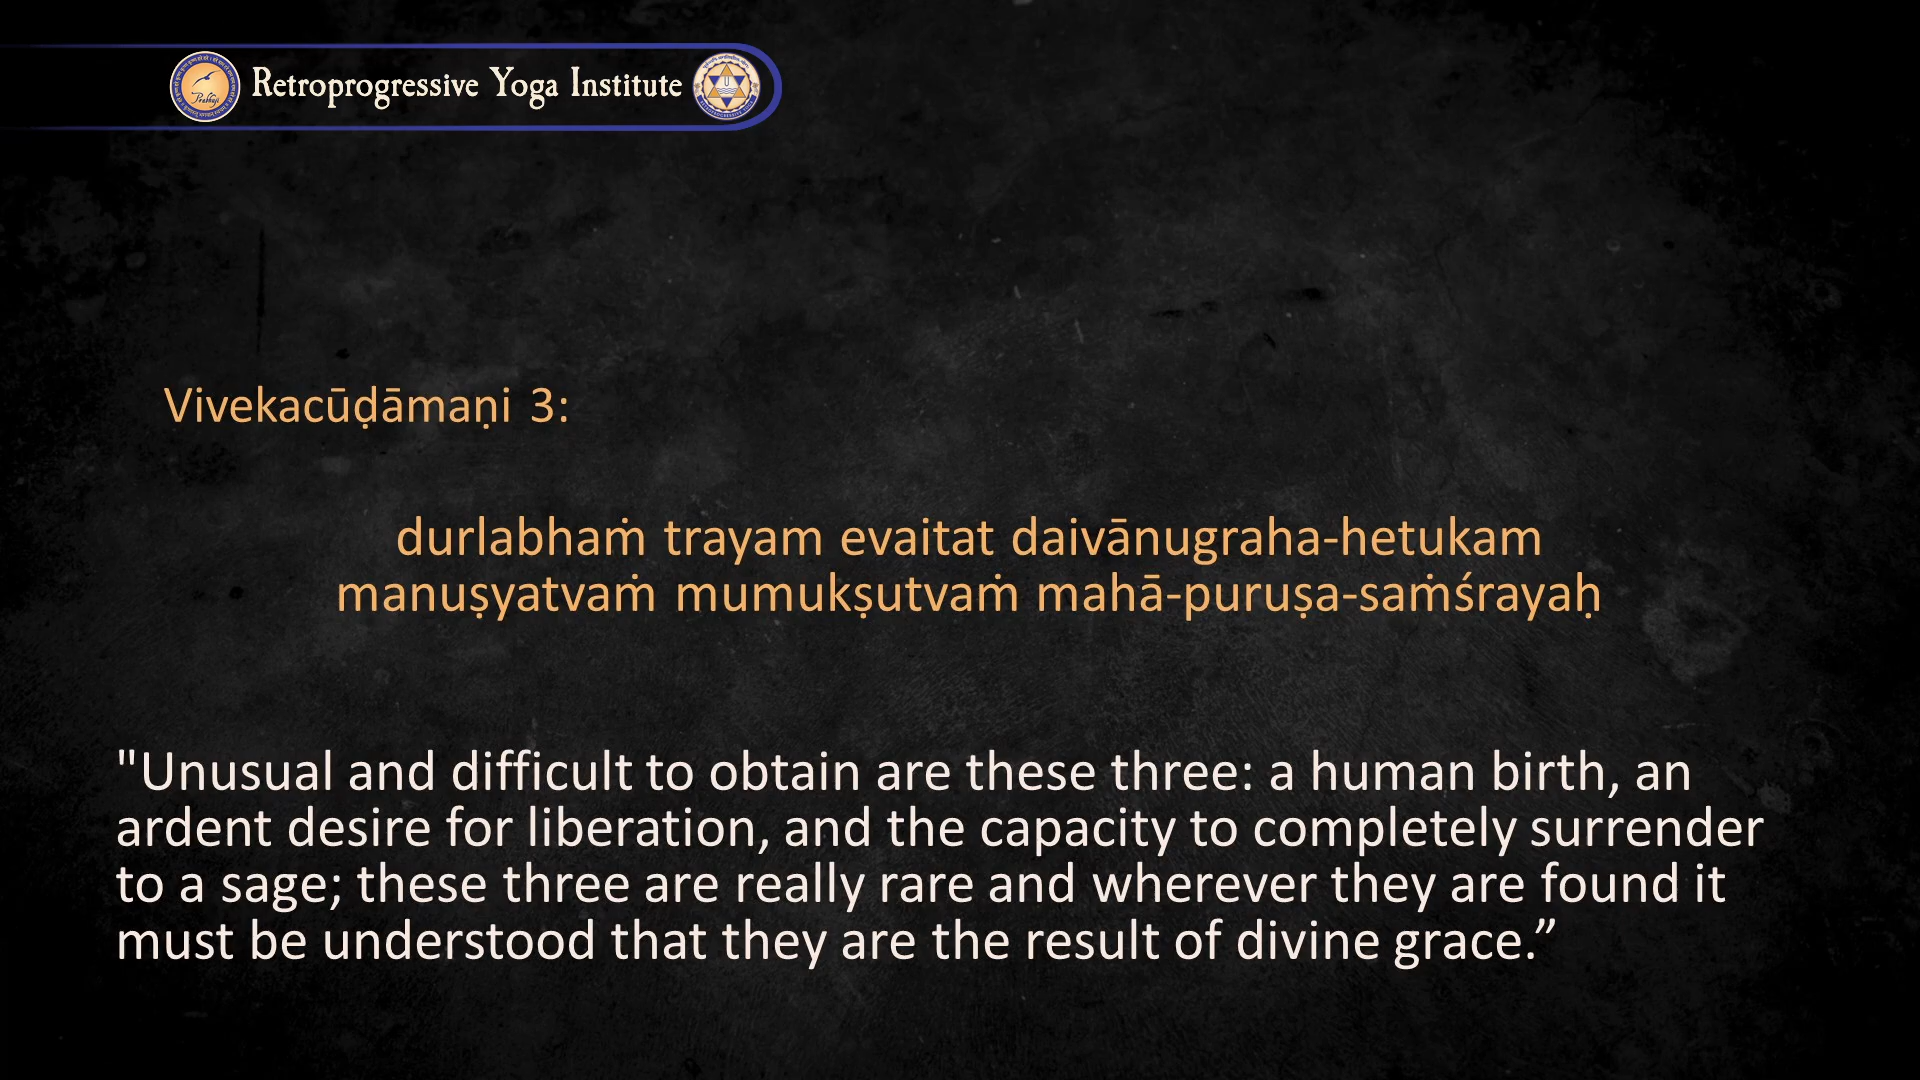 Prabhuji
Retroprogressive Yoga Institute
Vivekacūḍāmaṇi 3:
durlabhaṁ trayam evaitat daivānugraha-hetukam
manuṣyatvaṁ mumukṣutvaṁ mahā-puruṣa-saṁśrayaḥ
"Unusual and difficult to obtain are these three: a human birth, an
ardent desire for liberation, and the capacity to completely surrender
to a sage; these three are really rare and wherever they are found it
must be understood that they are the result of divine grace.”